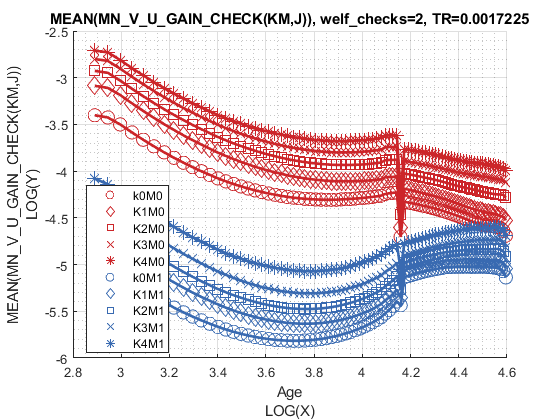 MEAN(MN_V_U_GAIN_CHECK(KM,J)), welf_checks=2, TR=0.0017225
-2.5
-3
-3.5
-4
-4.5
-5
-5.5
-6
MEAN(MN_V_U_GAIN_CHECK(KM,J))
LOG(Y)
k0M0
K1M0
K2M0
K3M0
K4M0
k0M1
K1M1
K2M1
K3M1
K4M1
2.8 3 3.2 3.4 3.6 3.8 4 4.2 4.4 4.6
Age
LOG(X)